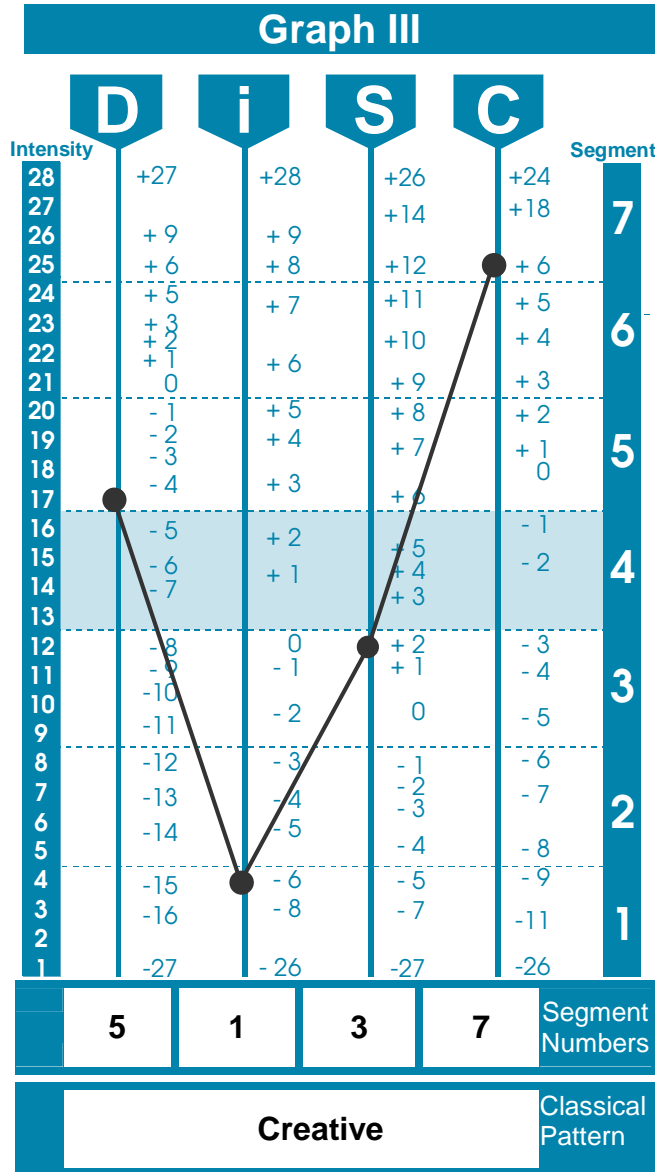 Graph III
D i S C
Intensity Segment
28 +27 +28 +26 +24
27 +14 +18 7
26 + 9 + 9
25 + 6 + 8 +12 + 6
24 + 5 + 7 +11 + 5
23 + 3 6
+ 2 +10 + 4
22 + 1 + 6
21 0 + 9 + 3
20 - 1 + 5 + 8 + 2
19 - 2 + 4 + 7 + 1 5
18 - 3 0
17 - 4 + 3 + 6
16 - 5 + 2 - 1
15 - 6 + 5 - 2 4
14 - 7 + 1 + 4
13 + 3
12 -8 0 + 2 - 3
11 -9 - 1 + 1 - 4
10 -10 - 2 0 - 5 3
9 -11
8 -12 - 3 - 1 - 6
7 -13 - 4 - 2 - 7
- 3 2
6 -14 - 5
5 - 4 - 8
4 -15 - 6 - 5 - 9
3 -16 - 8 - 7 -11 1
2
1 -27 - 26 -27 -26
5 1 3 7 Segment
Numbers
Creative Classical
Pattern